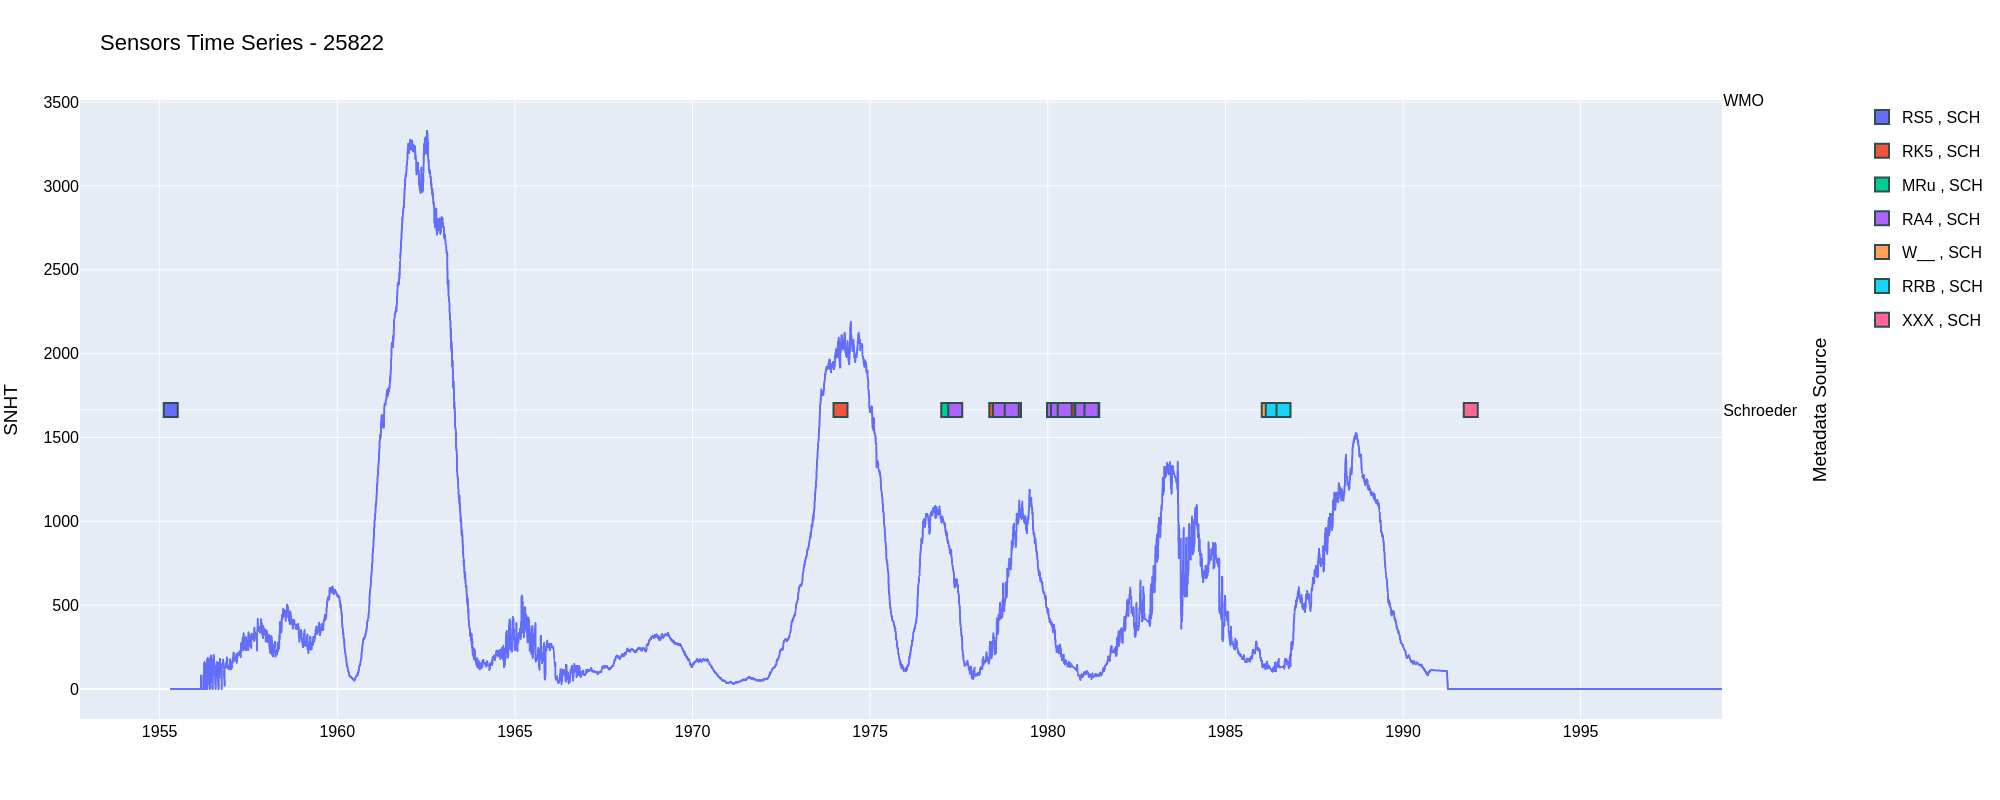 Sensors Time Series - 25822
3500
3000
2500
2000
1500
1000
500
0
SNHT
1955
1960
1965
1970
1975
1980
1985
1990
1995
WMO
Schroeder
Metadata Source
RS5 , SCH
RK5 , SCH
MRu , SCH
RA4 , SCH
W__ , SCH
RRB , SCH
XXX , SCH